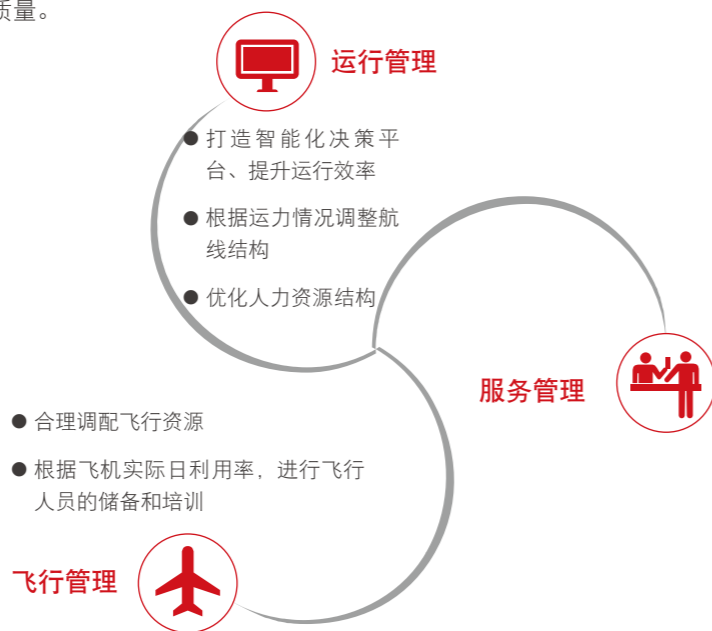 质量。
运行管理
● 打造智能化决策平
台、提升运行效率
● 根据运力情况调整航
线结构
● 优化人力资源结构
服务管理
● 合理调配飞行资源
● 根据飞机实际日利用率，进行飞行
人员的储备和培训
飞行管理